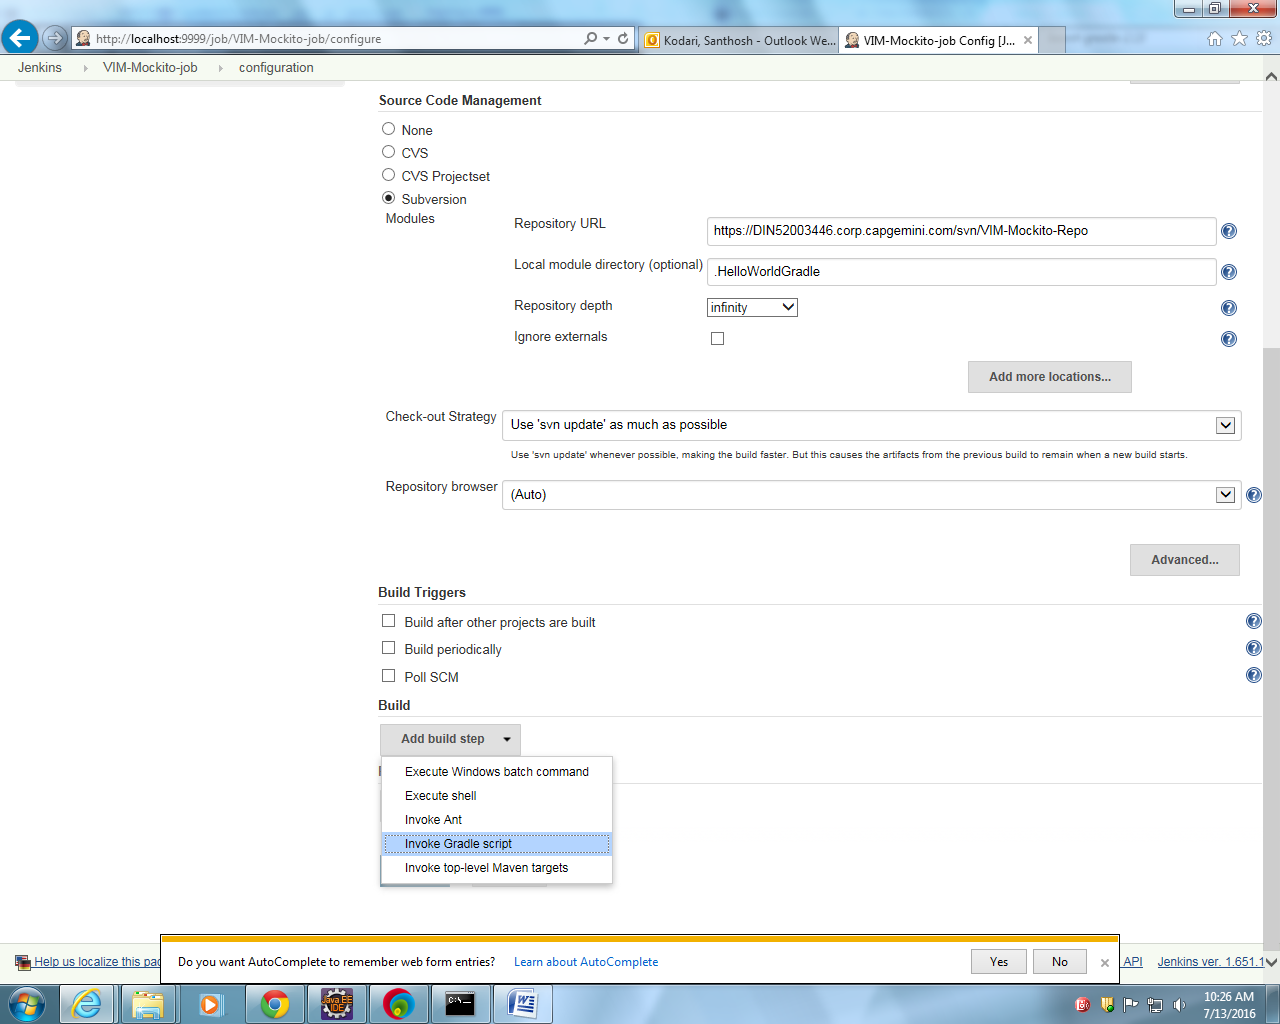 http://localhost:9999/job/VIM-Mockito-job/configure
Kodari, Santhosh - Outlook We...
VIM-Mockito-job Config [J...
Jenkins
VIM-Mockito-job
configuration
Source Code Management
None
CVS
CVS Projectset
Subversion
Modules
Repository URL
https://DIN52003446.corp.capgemini.com/svn/VIM-Mockito-Repo
Local module directory (optional)
.HelloWorldGradle
Repository depth
infinity
Ignore externals
Add more locations...
Check-out Strategy
Use 'svn update' as much as possible
Use 'svn update' whenever possible, making the build faster. But this causes the artifacts from the previous build to remain when a new build starts.
Repository browser
(Auto)
Advanced...
Build Triggers
Build after other projects are built
Build periodically
Poll SCM
Build
Add build step
Execute Windows batch command
Execute shell
Invoke Ant
Invoke Gradle script
Invoke top-level Maven targets
Do you want AutoComplete to remember web form entries?
Learn about AutoComplete
Yes
No
Help us localize this pag
API
Jenkins ver. 1.651.1
Java EE
IDE
C:\
10:26 AM
7/13/2016